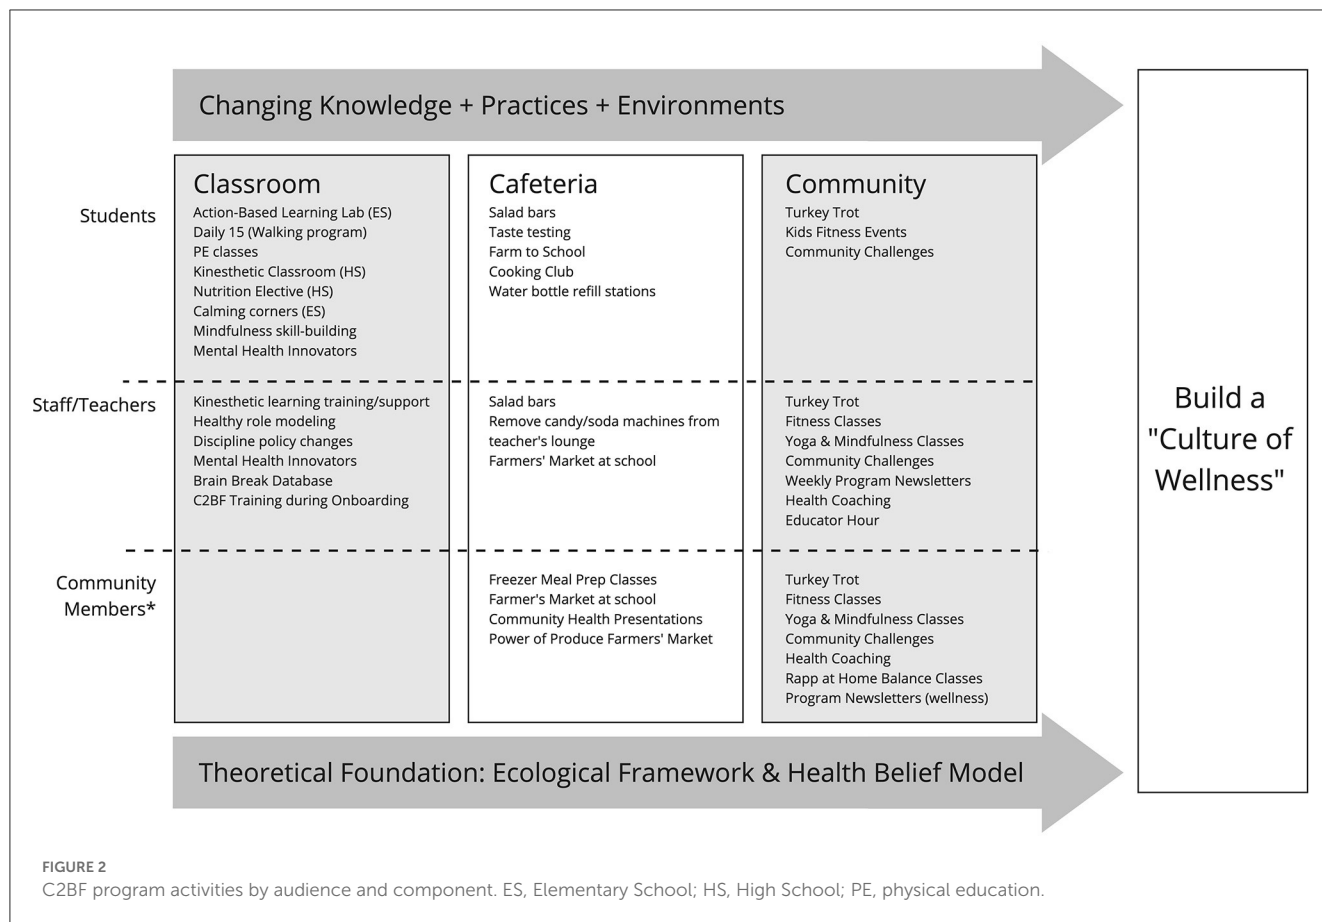 Changing Knowledge + Practices + Environments
Classroom
Cafeteria
Community
Students
Action-Based Learning Lab (ES)
Daily 15 (Walking program)
PE classes
Kinesthetic Classroom (HS)
Nutrition Elective (HS)
Calming corners (ES)
Mindfulness skill-building
Mental Health Innovators
Salad bars
Taste testing
Farm to School
Cooking Club
Water bottle refill stations
Turkey Trot
Kids Fitness Events
Community Challenges
Staff/Teachers
Kinesthetic learning training/support
Healthy role modeling
Discipline policy changes
Mental Health Innovators
Brain Break Database
C2BF Training during Onboarding
Salad bars
Remove candy/soda machines from
teacher's lounge
Farmers' Market at school
Turkey Trot
Fitness Classes
Yoga & Mindfulness Classes
Community Challenges
Weekly Program Newsletters
Health Coaching
Educator Hour
Community
Members*
Freezer Meal Prep Classes
Farmer's Market at school
Community Health Presentations
Power of Produce Farmers' Market
Turkey Trot
Fitness Classes
Yoga & Mindfulness Classes
Community Challenges
Health Coaching
Rapp at Home Balance Classes
Program Newsletters (wellness)
Theoretical Foundation: Ecological Framework & Health Belief Model
Build a
"Culture of
Wellness"
FIGURE 2
C2BF program activities by audience and component. ES, Elementary School; HS, High School; PE, physical education.